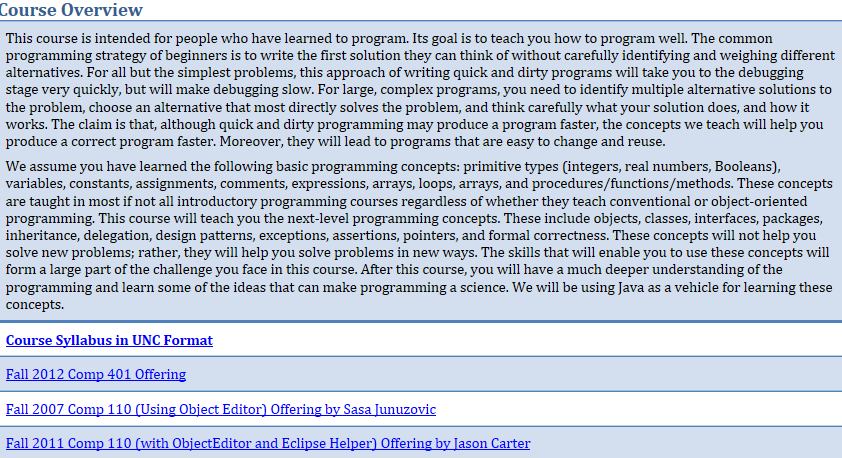 Course Overview
This course is intended for people who have learned to program. Its goal is to teach you how to program well. The common
programming strategy of beginners is to write the first solution they can think of without carefully identifying and weighing different
alternatives. For all but the simplest problems, this approach of writing quick and dirty programs will take you to the debugging
stage very quickly, but will make debugging slow. For large, complex programs, you need to identify multiple alternative solutions to
the problem, choose an alternative that most directly solves the problem, and think carefully what your solution does, and how it
works. The claim is that, although quick and dirty programming may produce a program faster, the concepts we teach will help you
produce a correct program faster. Moreover, they will lead to programs that are easy to change and reuse.
We assume you have learned the following basic programming concepts: primitive types (integers, real numbers, Booleans),
variables, constants, assignments, comments, expressions, arrays, loops, arrays, and procedures/functions/methods. These concepts
are taught in most if not all introductory programming courses regardless of whether they teach conventional or object-oriented
programming. This course will teach you the next-level programming concepts. These include objects, classes, interfaces, packages,
inheritance, delegation, design patterns, exceptions, assertions, pointers, and formal correctness. These concepts will not help you
solve new problems; rather, they will help you solve problems in new ways. The skills that will enable you to use these concepts will
form a large part of the challenge you face in this course. After this course, you will have a much deeper understanding of the
programming and learn some of the ideas that can make programming a science. We will be using Java as a vehicle for learning these
concepts.
Course Syllabus in UNC Format
Fall 2012 Comp 401 Offering
Fall 2007 Comp 110 (Using Object Editor) Offering by Sasa Junuzovic
Fall 2011 Comp 110 (with ObjectEditor and Eclipse Helper) Offering by Jason Carter